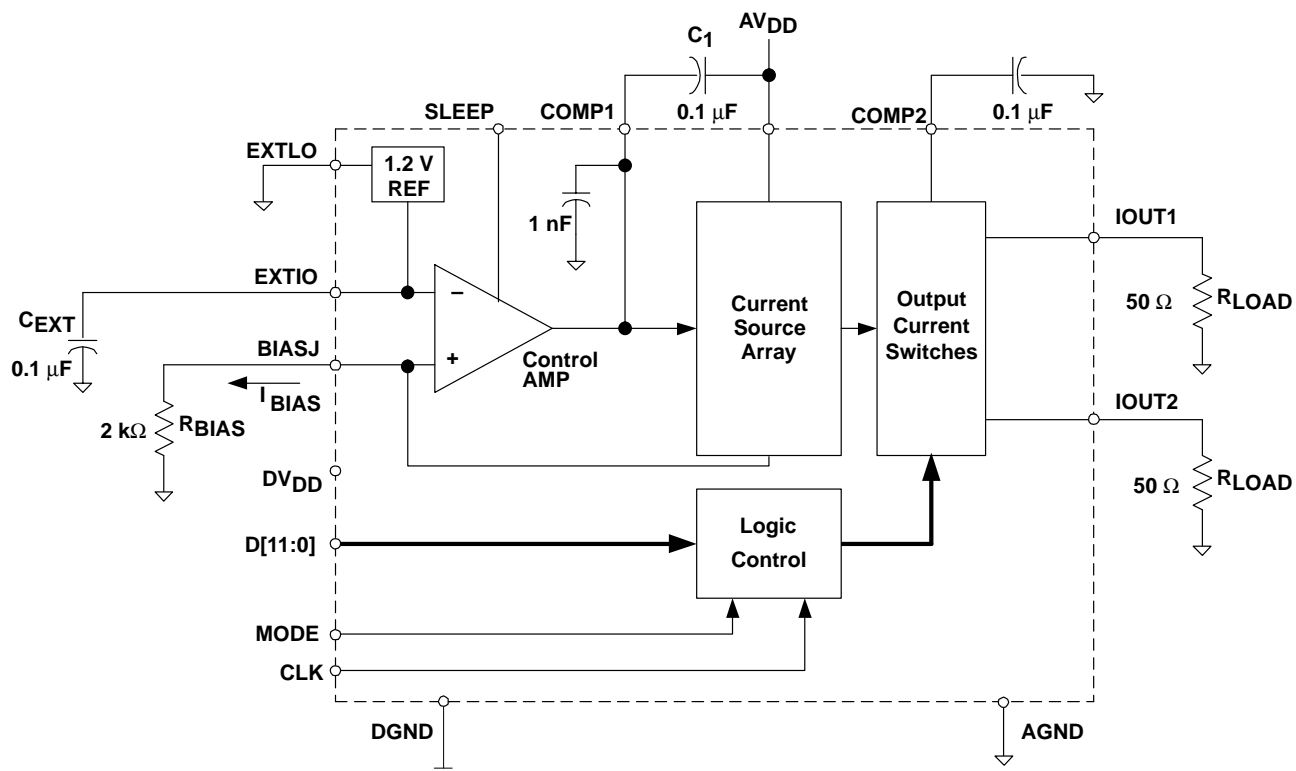 AVDD
C1
0.1 μF
SLEEP
COMP1
COMP2
0.1 μF
EXTLO
1.2 V
REF
1 nF
IOUT1
EXTIO
–
50 Ω
RLOAD
CEXT
0.1 μF
Current
Source
Array
Output
Current
Switches
BIASJ
+
Control
AMP
IBIAS
2 kΩ
RBIAS
IOUT2
DVDD
50 Ω
RLOAD
D[11:0]
Logic
Control
MODE
CLK
DGND
AGND